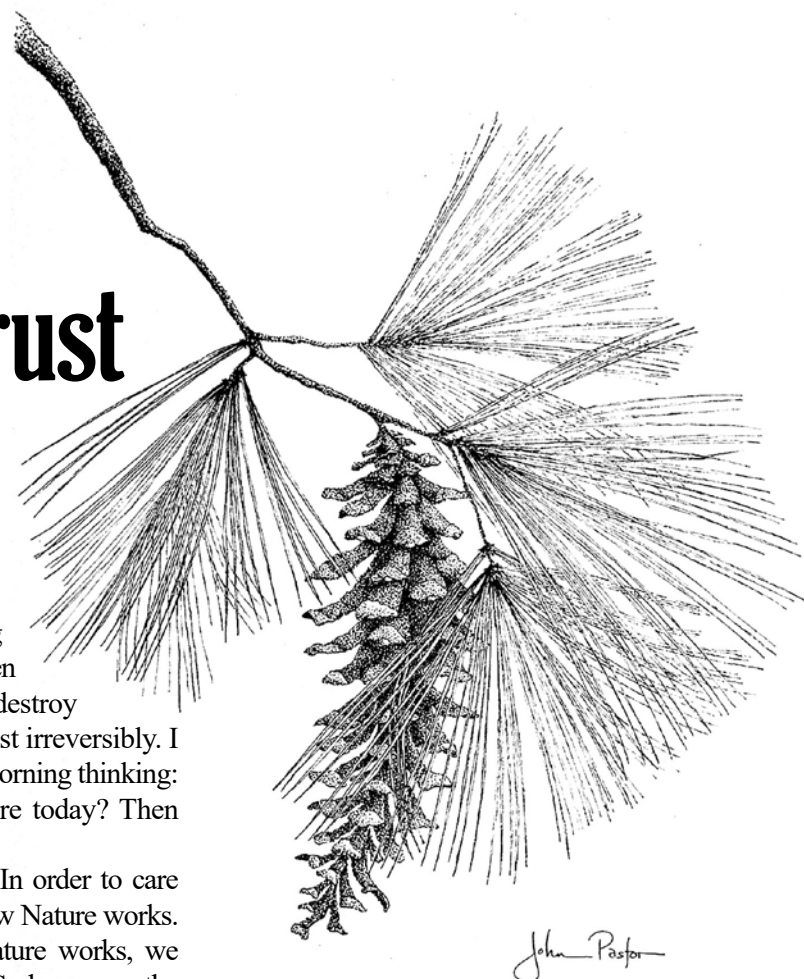 rust
g
en
destroy
st irreversibly. I
orning thinking:
re today? Then
In order to care
w Nature works.
ature works, we
John Pastor